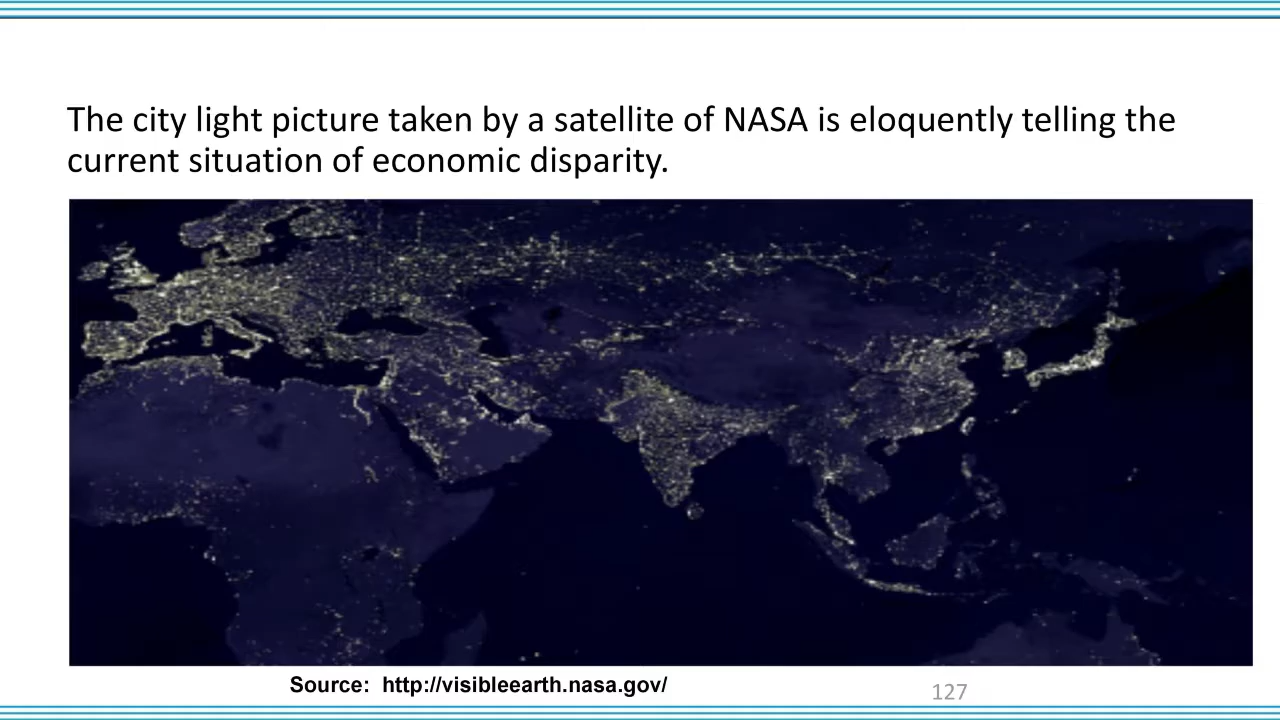 The city light picture taken by a satellite of NASA is eloquently telling the
current situation of economic disparity.
Source: http://visibleearth.nasa.gov/
127